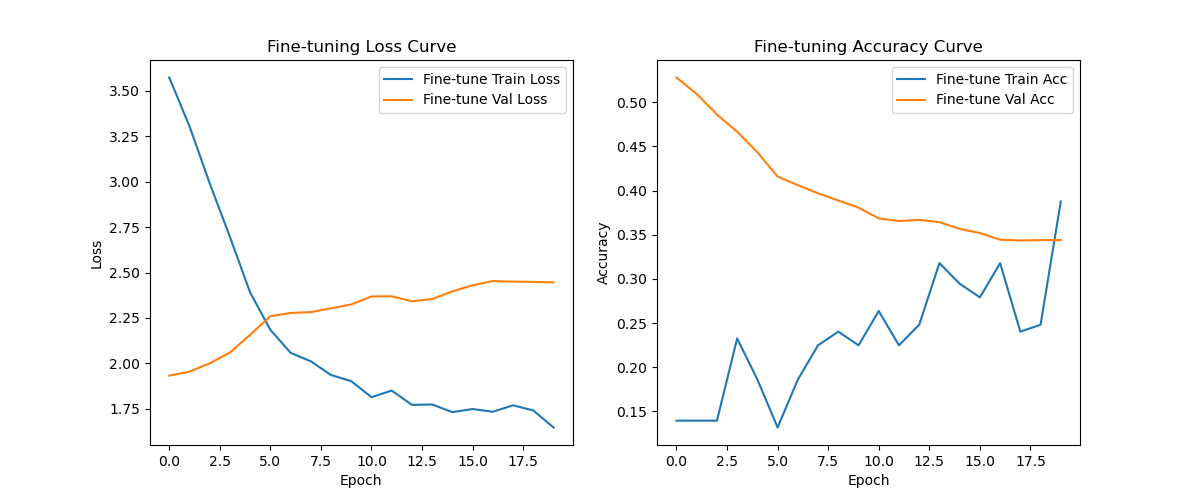 Fine-tuning Loss Curve
Fine-tune Train Loss
Fine-tune Val Loss
3.50
3.25
3.00
2.75
2.50
2.25
2.00
1.75
Loss
0.0 2.5 5.0 7.5 10.0 12.5 15.0 17.5
Epoch
Fine-tuning Accuracy Curve
Fine-tune Train Acc
Fine-tune Val Acc
0.50
0.45
0.40
0.35
0.30
0.25
0.20
0.15
Accuracy
0.0 2.5 5.0 7.5 10.0 12.5 15.0 17.5
Epoch